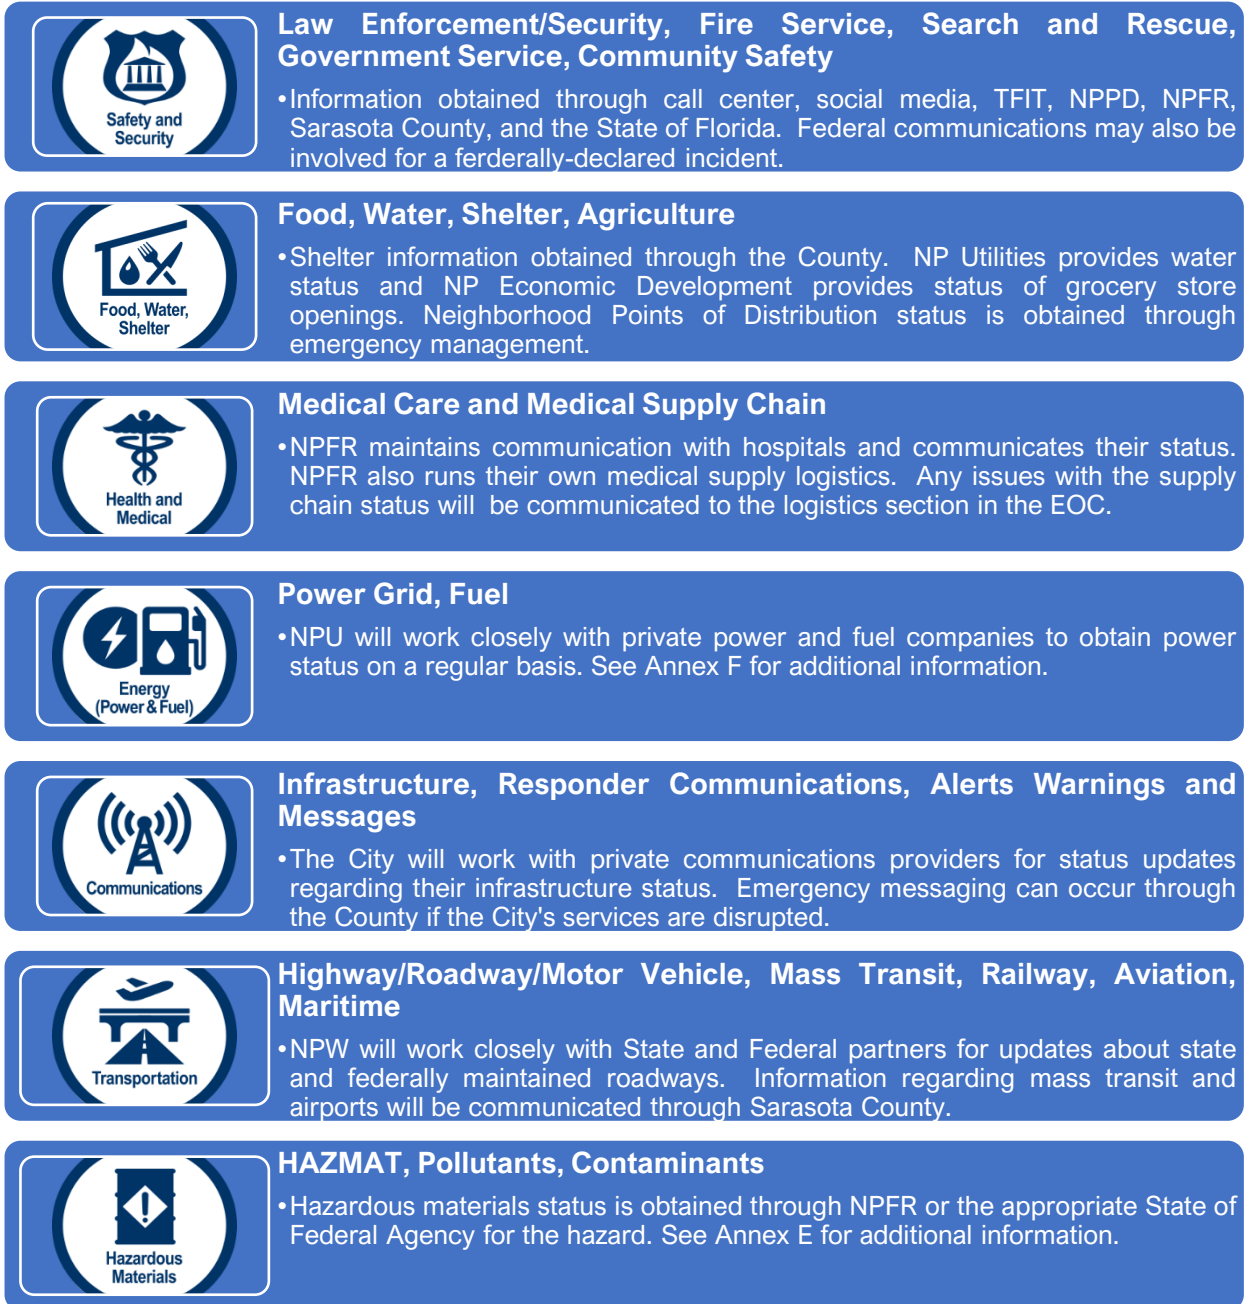 Safety and
Security
Law Enforcement/Security, Fire Service, Search and Rescue,
Government Service, Community Safety
•Information obtained through call center, social media, TFIT, NPPD, NPFR,
Sarasota County, and the State of Florida.  Federal communications may also be
involved for a ferderally-declared incident.
Food, Water,
Shelter
Food, Water, Shelter, Agriculture
•Shelter information obtained through the County.  NP Utilities provides water
status and NP Economic Development provides status of grocery store
openings. Neighborhood Points of Distribution status is obtained through
emergency management.
Health and
Medical
Medical Care and Medical Supply Chain
•NPFR maintains communication with hospitals and communicates their status.
NPFR also runs their own medical supply logistics.  Any issues with the supply
chain status will  be communicated to the logistics section in the EOC.
Energy
(Power & Fuel)
Power Grid, Fuel
•NPU will work closely with private power and fuel companies to obtain power
status on a regular basis. See Annex F for additional information.
Communications
Infrastructure, Responder Communications, Alerts Warnings and
Messages
•The City will work with private communications providers for status updates
regarding their infrastructure status.  Emergency messaging can occur through
the County if the City's services are disrupted.
Transportation
Highway/Roadway/Motor Vehicle, Mass Transit, Railway, Aviation,
Maritime
•NPW will work closely with State and Federal partners for updates about state
and federally maintained roadways.  Information regarding mass transit and
airports will be communicated through Sarasota County.
Hazardous
Materials
HAZMAT, Pollutants, Contaminants
•Hazardous materials status is obtained through NPFR or the appropriate State of
Federal Agency for the hazard. See Annex E for additional information.